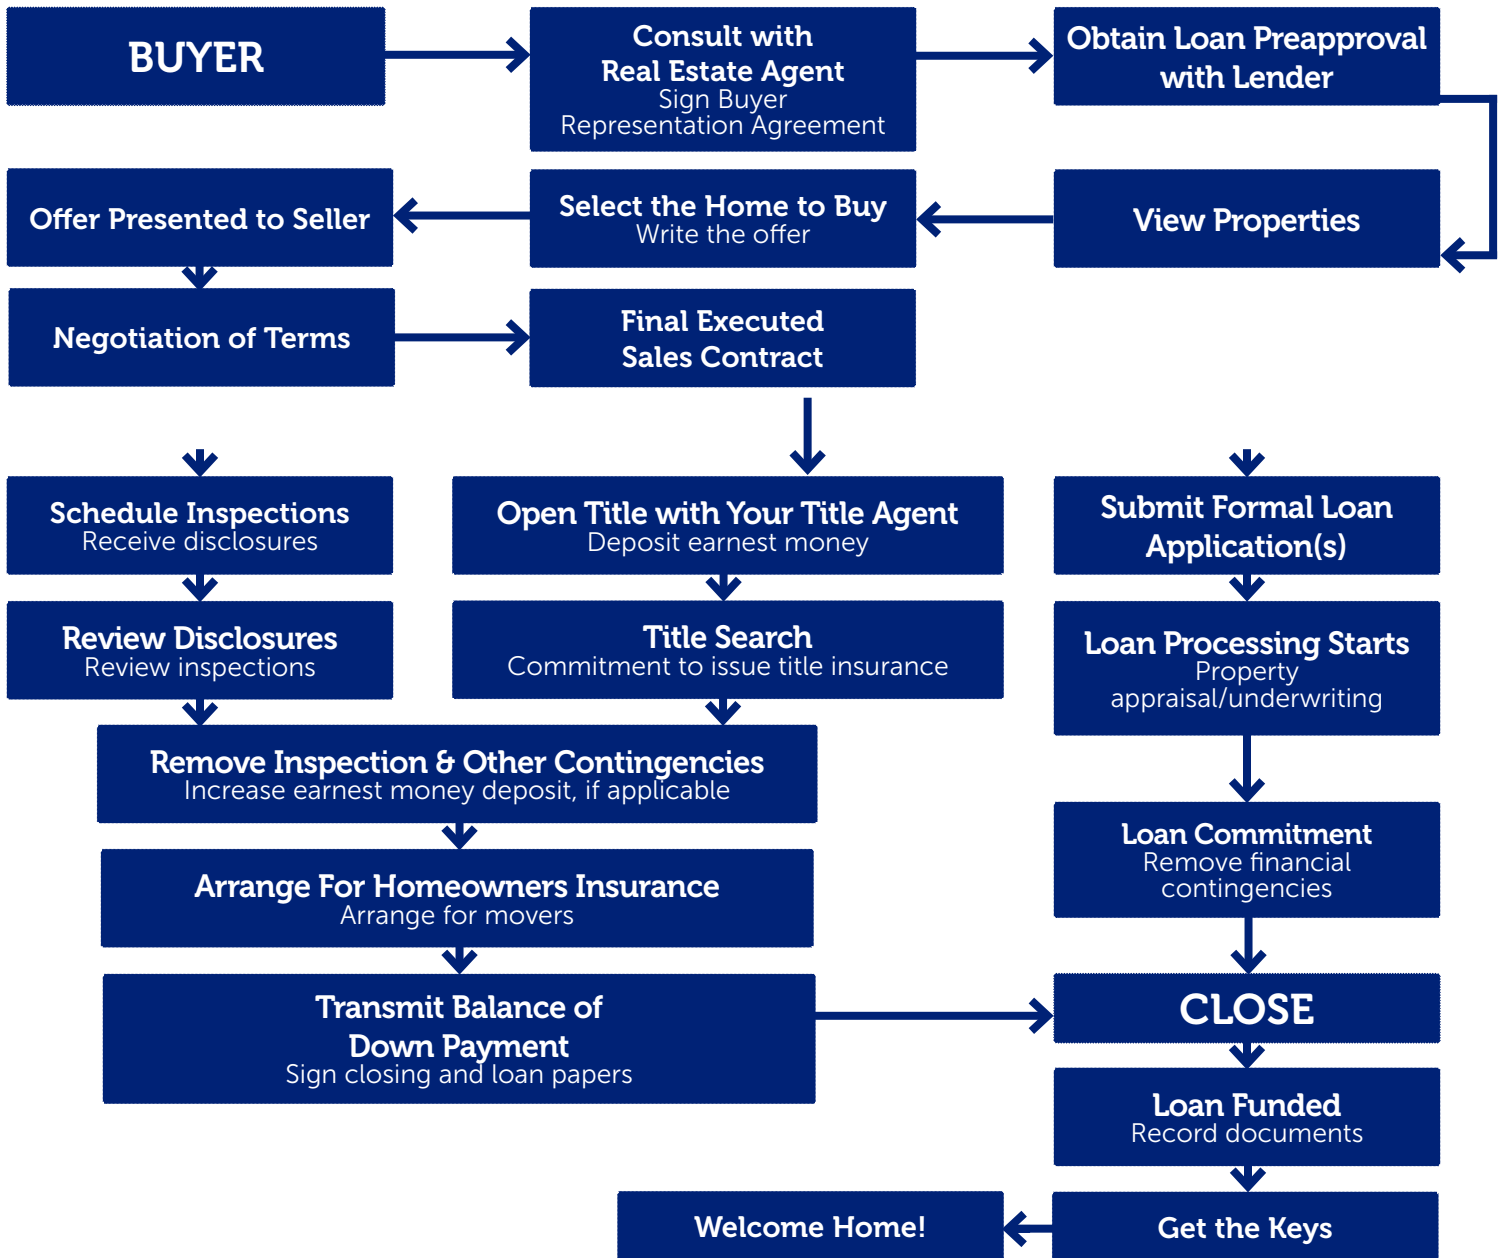 BUYER
Consult with
Real Estate Agent
Sign Buyer
Representation Agreement
Obtain Loan Preapproval
with Lender
View Properties
Select the Home to Buy
Write the offer
Offer Presented to Seller
Negotiation of Terms
Final Executed
Sales Contract
Schedule Inspections
Receive disclosures
Open Title with Your Title Agent
Deposit earnest money
Submit Formal Loan
Application(s)
Review Disclosures
Review inspections
Title Search
Commitment to issue title insurance
Loan Processing Starts
Property
appraisal/underwriting
Remove Inspection & Other Contingencies
Increase earnest money deposit, if applicable
Loan Commitment
Remove financial
contingencies
Arrange For Homeowners Insurance
Arrange for movers
Transmit Balance of
Down Payment
Sign closing and loan papers
CLOSE
Loan Funded
Record documents
Get the Keys
Welcome Home!